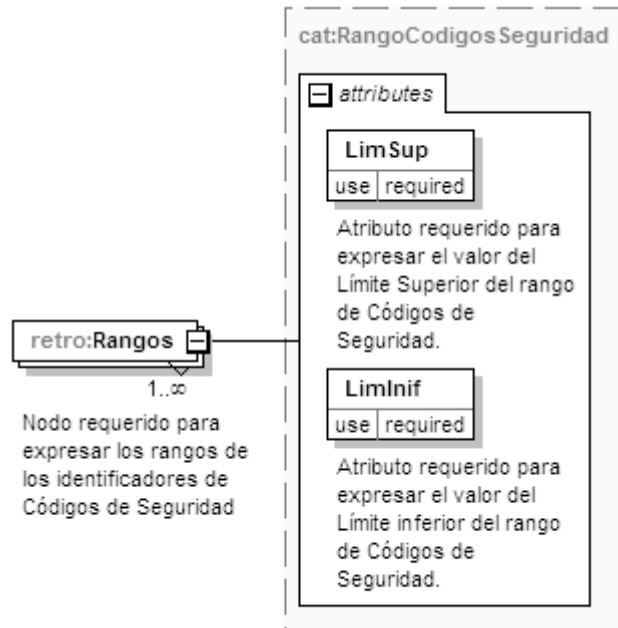 cat:RangoCodigosSeguridad
attributes
LimSup
use required
Atributo requerido para
expresar el valor del
Límite Superior del rango
de Códigos de
Seguridad.
retro:Rangos
1..∞
Nodo requerido para
expresar los rangos de
los identificadores de
Códigos de Seguridad
LimInif
use required
Atributo requerido para
expresar el valor del
Límite inferior del rango
de Códigos de
Seguridad.